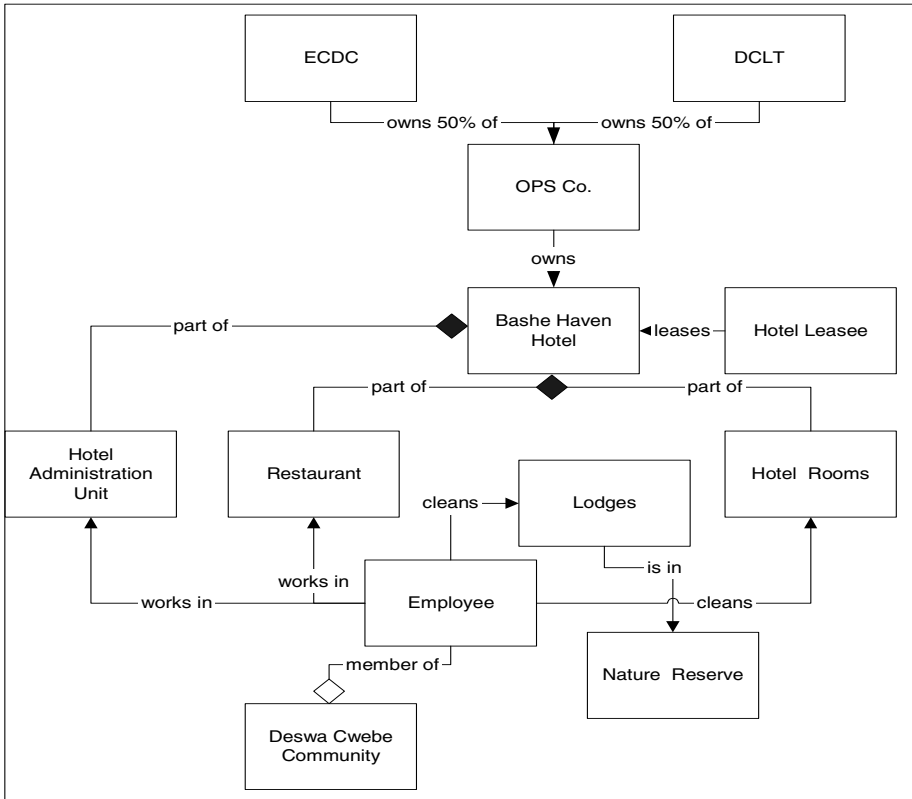 ECDC
DCLT
owns 50% of
owns 50% of
OPS Co.
owns
part of
Bashe Haven
Hotel
leases
Hotel Leasee
part of
part of
Hotel
Administration
Unit
Restaurant
cleans
Lodges
Hotel Rooms
is in
works in
works in
Employee
cleans
member of
Nature Reserve
Deswa Cwebe
Community